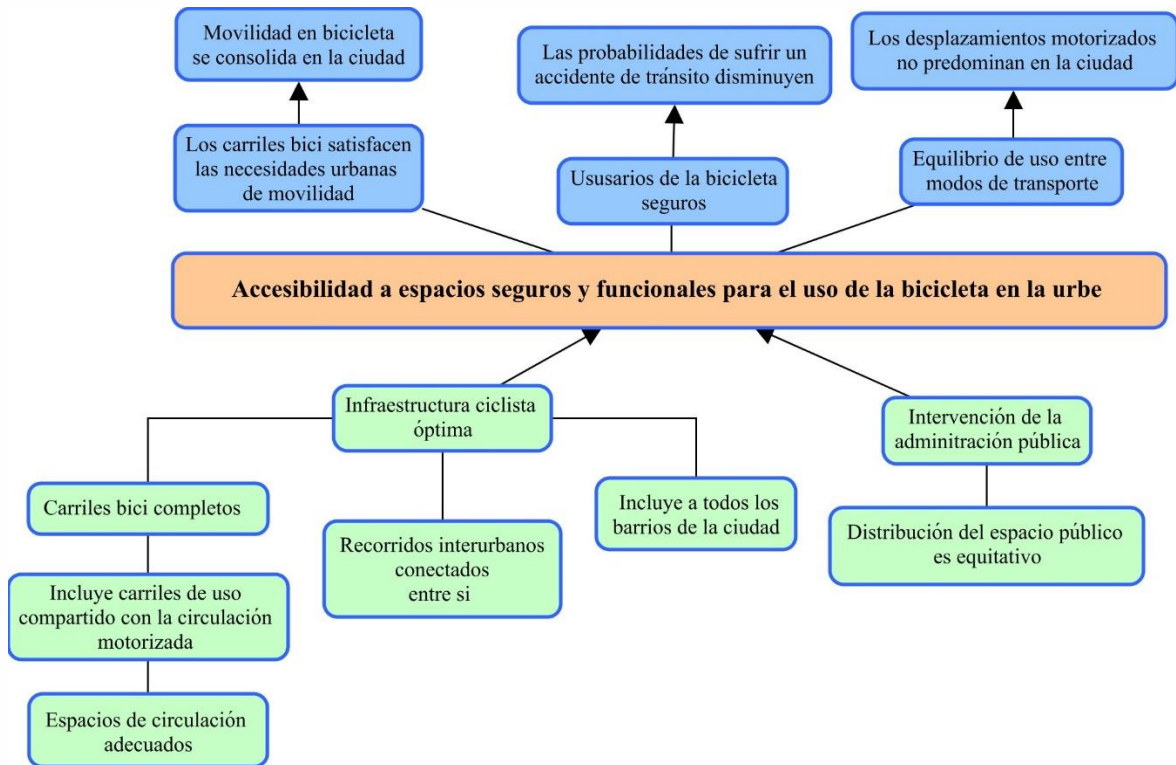 Movilidad en bicicleta
se consolida en la ciudad
Las probabilidades de sufrir un
accidente de tránsito disminuyen
Los desplazamientos motorizados
no predominan en la ciudad
Los carriles bici satisfacen
las necesidades urbanas
de movilidad
Ususarios de la bicicleta
seguros
Equilibrio de uso entre
modos de transporte
Accesibilidad a espacios seguros y funcionales para el uso de la bicicleta en la urbe
Infraestructura ciclista
óptima
Intervención de la
adminitración pública
Carriles bici completos
Recorridos interurbanos
conectados
entre si
Incluye a todos los
barrios de la ciudad
Distribución del espacio público
es equitativo
Incluye carriles de uso
compartido con la circulación
motorizada
Espacios de circulación
adecuados